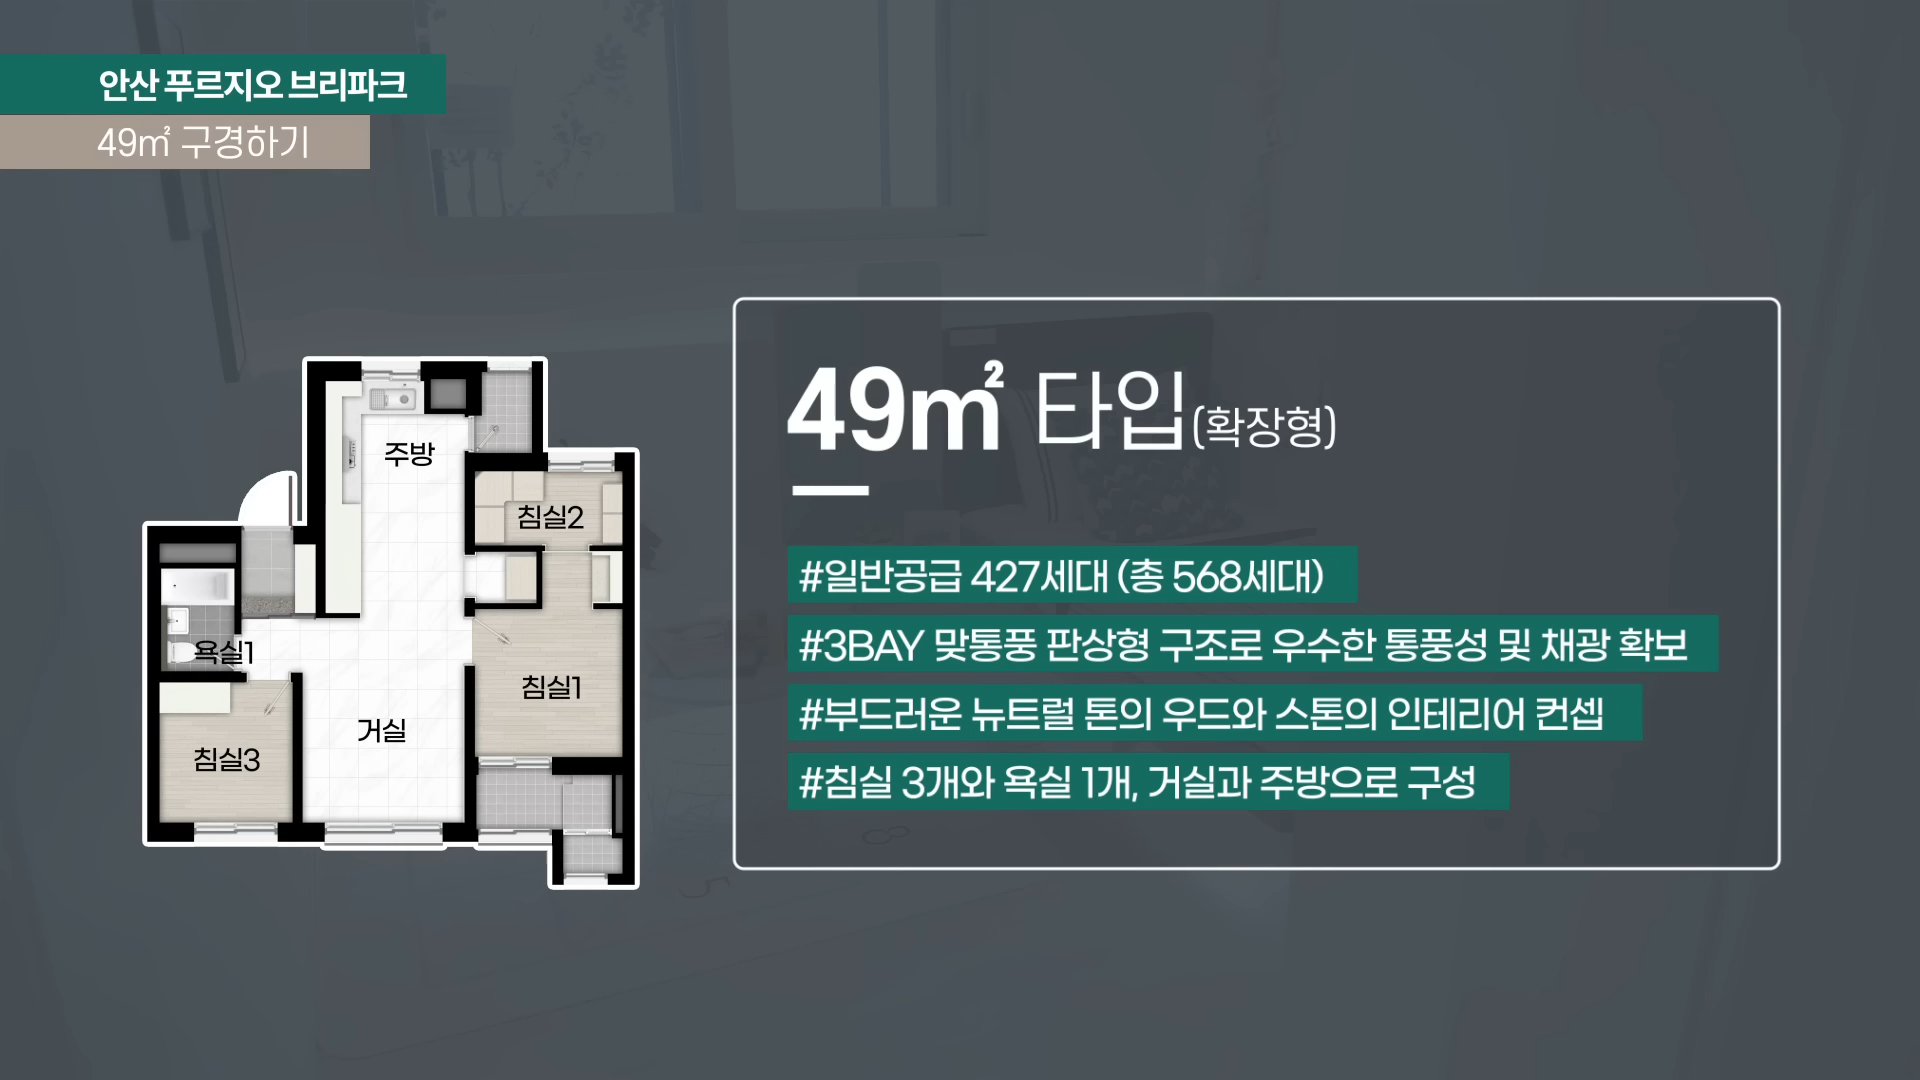 안산 푸르지오 브리파크
49㎡ 구경하기
49㎡ 타입(확장형)
#일반공급 427세대 (총 568세대)
#3BAY 맞통풍 판상형 구조로 우수한 통풍성 및 채광 확보
#부드러운 뉴트럴 톤의 우드와 스톤의 인테리어 컨셉
#침실 3개와 욕실 1개, 거실과 주방으로 구성
주방
침실2
욕실1
침실1
거실
침실3